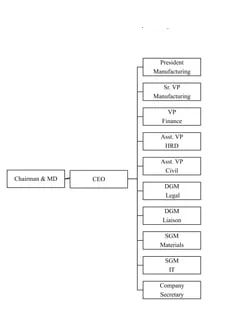 President
Manufacturing
Sr. VP
Manufacturing
VP
Finance
Asst. VP
HRD
Asst. VP
Civil
Chairman & MD
CEO
DGM
Legal
DGM
Liaison
SGM
Materials
SGM
IT
Company
Secretary